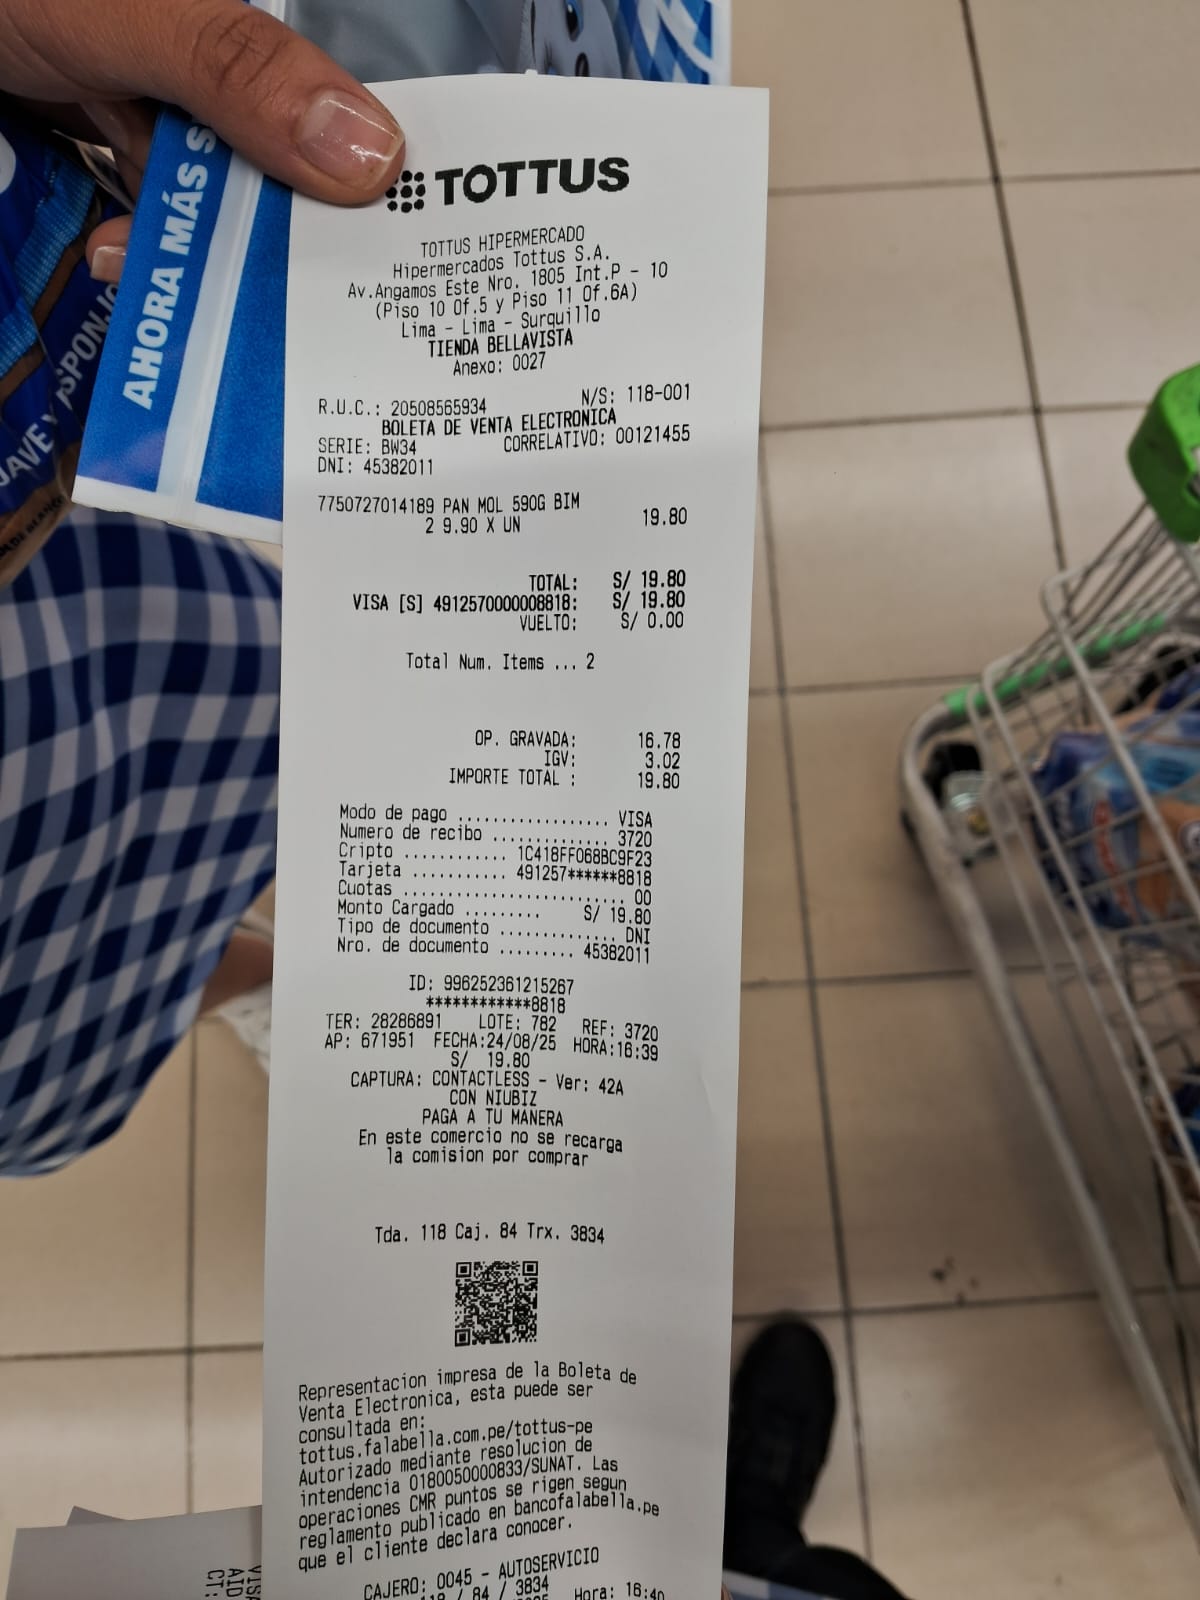 AHORA MÁS S
TOTTUS
TOTTUS HIPERMERCADO
Hipermercados Tottus S.A.
Av.Angamos Este Nro. 1805 Int.P - 10
(Piso 10 Of.5 y Piso 11 Of.6A)
Lima - Lima - Surquillo
TIENDA BELLAVISTA
Anexo: 0027
R.U.C.: 20508565934 N/S: 118-001
BOLETA DE VENTA ELECTRONICA
SERIE: BW34 CORRELATIVO: 00121455
DNI: 45382011
7750727014189 PAN MOL 590G BIM
2 9.90 X UN 19.80
TOTAL: S/ 19.80
VISA [S] 4912570000008818: S/ 19.80
VUELTO: S/ 0.00
Total Num. Items ... 2
OP. GRAVADA: 16.78
IGV: 3.02
IMPORTE TOTAL : 19.80
Modo de pago .................. VISA
Numero de recibo .............. 3720
Cripto ............ 1C418FF068BC9F23
Tarjeta ........... 491257******8818
Cuotas .......................... 00
Monto Cargado ......... S/ 19.80
Tipo de documento .............. DNI
Nro. de documento ......... 45382011
ID: 996252361215267
************8818
TER: 28286891 LOTE: 782 REF: 3720
AP: 671951 FECHA:24/08/25 HORA:16:39
S/ 19.80
CAPTURA: CONTACTLESS - Ver: 42A
CON NIUBIZ
PAGA A TU MANERA
En este comercio no se recarga
la comision por comprar
Tda. 118 Caj. 84 Trx. 3834
Representacion impresa de la Boleta de
Venta Electronica, esta puede ser
consultada en:
tottus.falabella.com.pe/tottus-pe
Autorizado mediante resolucion de
intendencia 0180050000833/SUNAT. Las
operaciones CMR puntos se rigen segun
reglamento publicado en bancofalabella.pe
que el cliente declara conocer.
CAJERO: 0045 - AUTOSERVICIO
/ 84 / 3834
Hora: 16:40